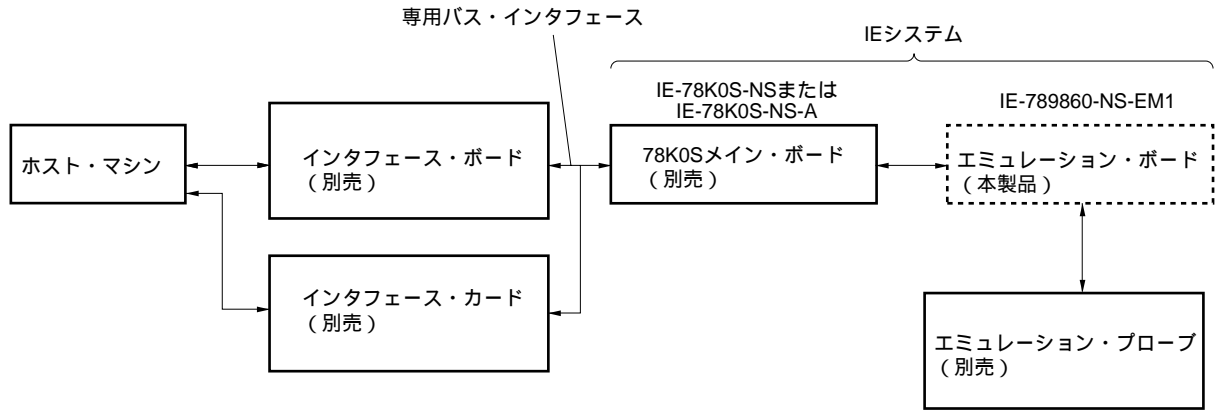 専用バス・インタフェース
IEシステム
IE-78K0S-NSまたは
IE-78K0S-NS-A
IE-789860-NS-EM1
ホスト・マシン
インタフェース・ボード
（別売）
78K0Sメイン・ボード
（別売）
エミュレーション・ボード
（本製品）
インタフェース・カード
（別売）
エミュレーション・プローブ
（別売）